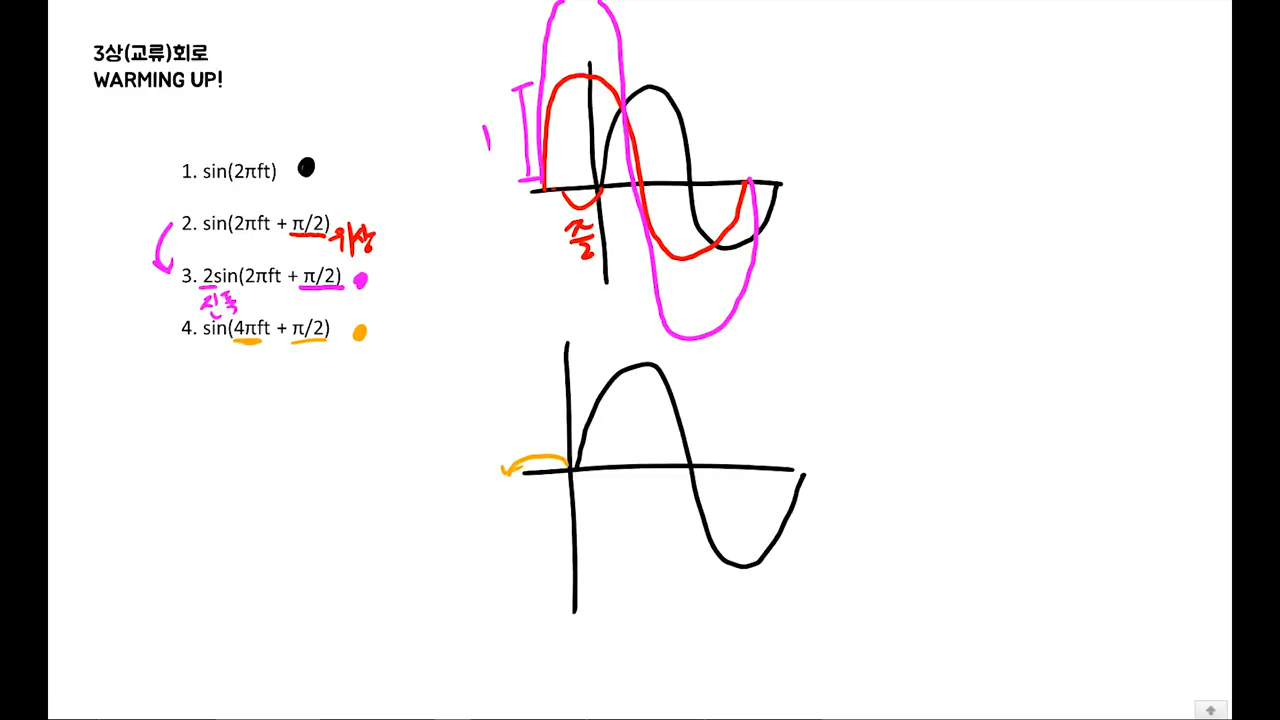 3상(교류)회로
WARMING UP!
1. sin(2πft)
2. sin(2πft + π/2)
위상
3. 2sin(2πft + π/2)
진폭
4. sin(4πft + π/2)
1
π/2